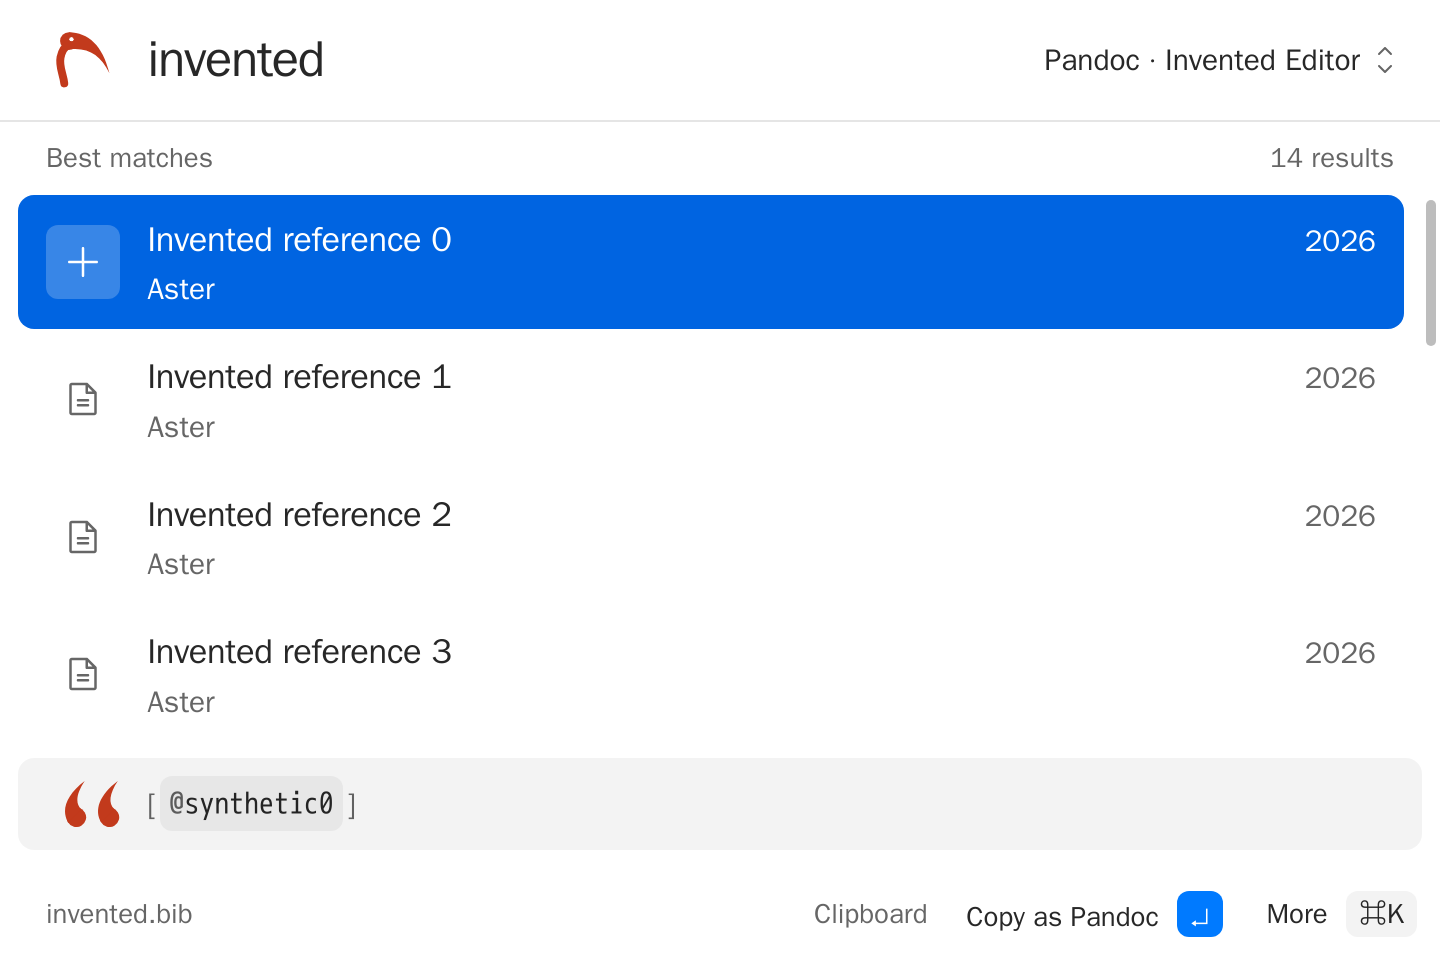 invented
Pandoc · Invented Editor
Best matches
14 results
Invented reference 0
2026
Aster
Invented reference 1
2026
Aster
Invented reference 2
2026
Aster
Invented reference 3
2026
Aster
[@synthetic0]
invented.bib
Clipboard
Copy as Pandoc
More
⌘K